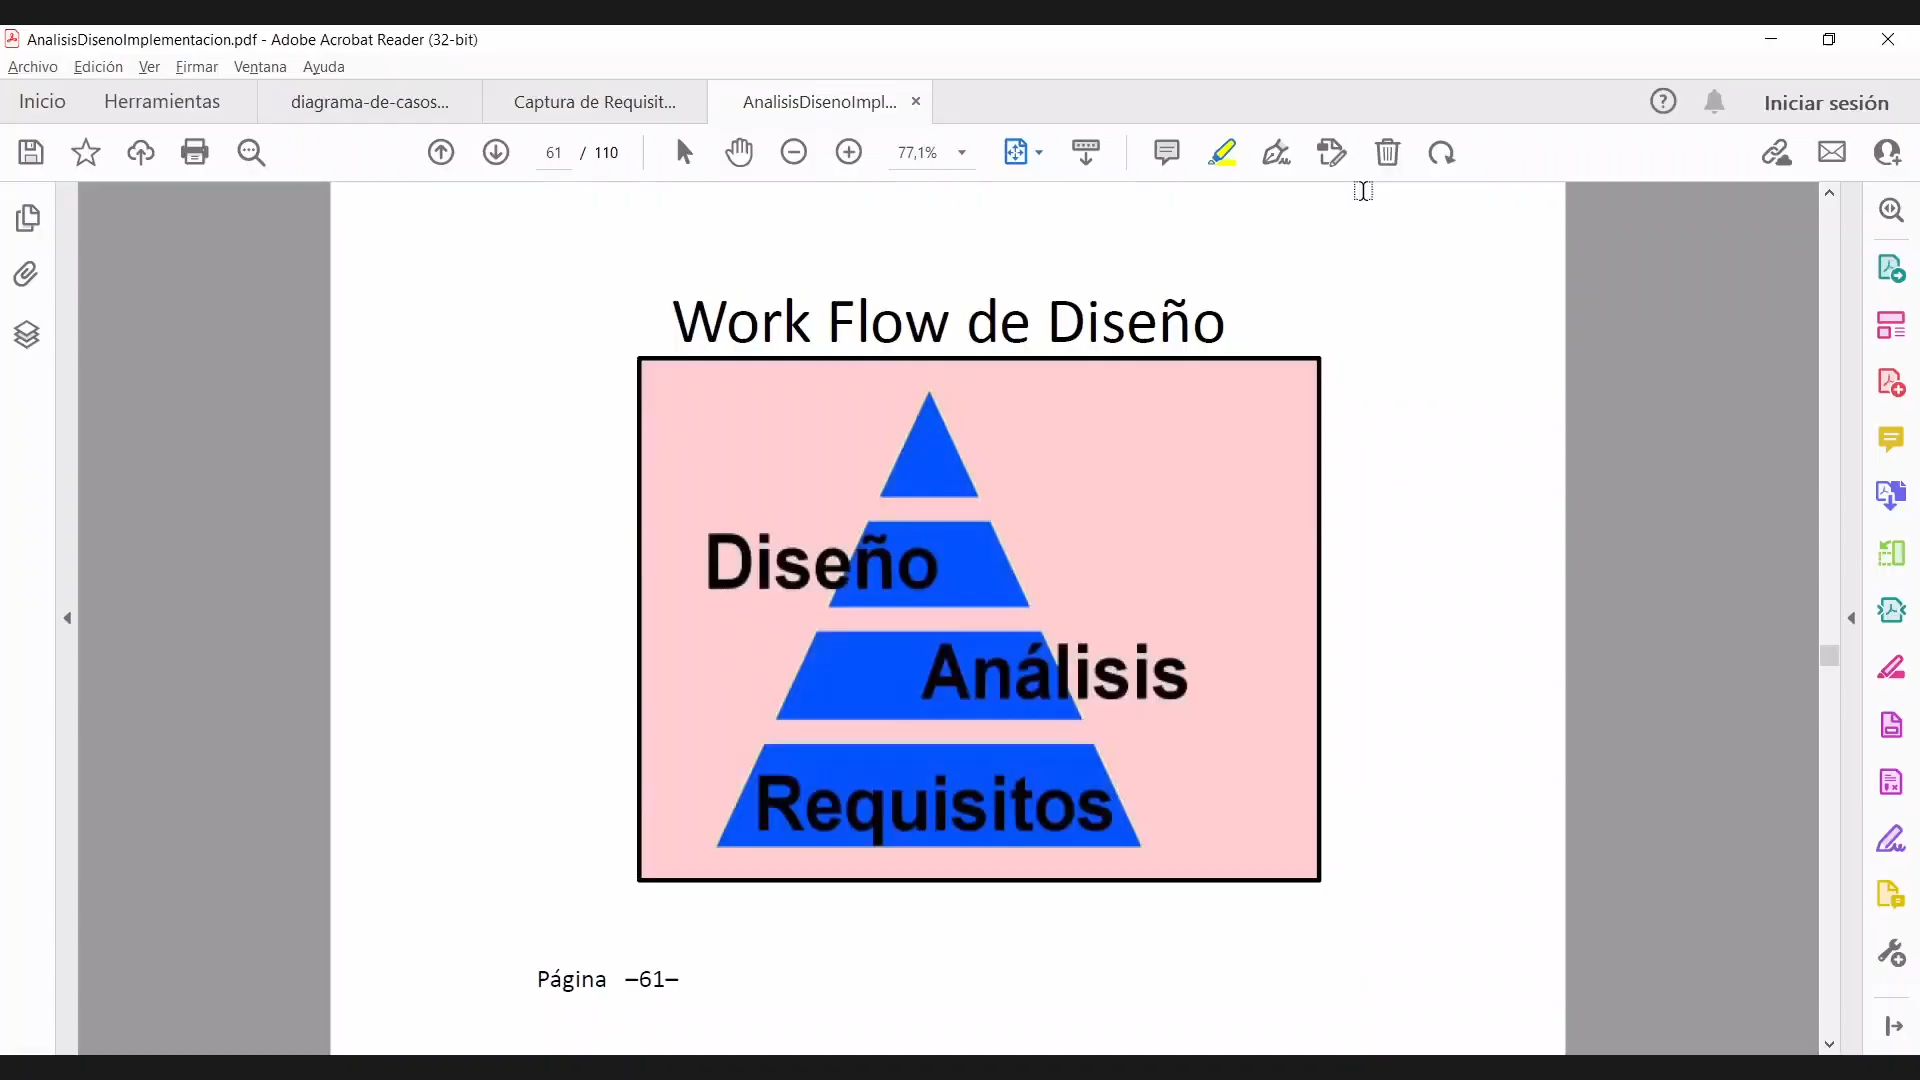 AnalisisDisenoImplementacion.pdf - Adobe Acrobat Reader (32-bit)
Archivo Edición Ver Firmar Ventana Ayuda
Inicio Herramientas diagrama-de-casos... Captura de Requisit... AnalisisDisenoImpl... Iniciar sesión
61 / 110 77,1%
Work Flow de Diseño
Diseño
Análisis
Requisitos
Página –61–